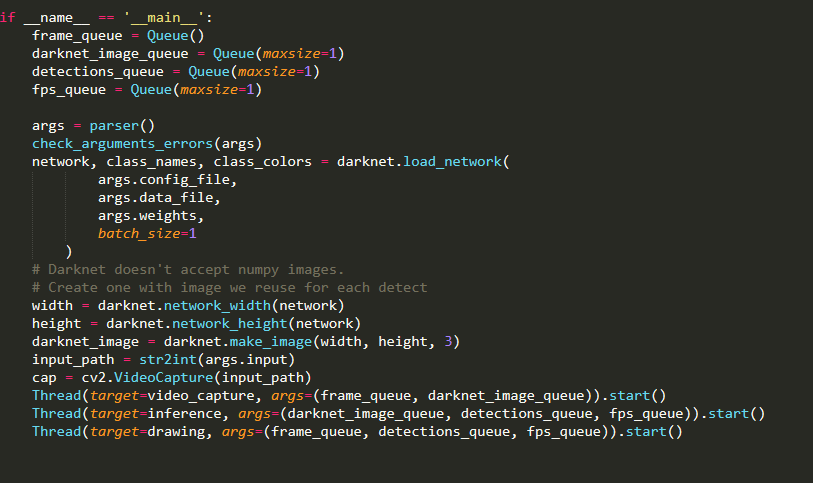 if __name__ == '__main__':
    frame_queue = Queue()
    darknet_image_queue = Queue(maxsize=1)
    detections_queue = Queue(maxsize=1)
    fps_queue = Queue(maxsize=1)

    args = parser()
    check_arguments_errors(args)
    network, class_names, class_colors = darknet.load_network(
            args.config_file,
            args.data_file,
            args.weights,
            batch_size=1
        )
    # Darknet doesn't accept numpy images.
    # Create one with image we reuse for each detect
    width = darknet.network_width(network)
    height = darknet.network_height(network)
    darknet_image = darknet.make_image(width, height, 3)
    input_path = str2int(args.input)
    cap = cv2.VideoCapture(input_path)
    Thread(target=video_capture, args=(frame_queue, darknet_image_queue)).start()
    Thread(target=inference, args=(darknet_image_queue, detections_queue, fps_queue)).start()
    Thread(target=drawing, args=(frame_queue, detections_queue, fps_queue)).start()